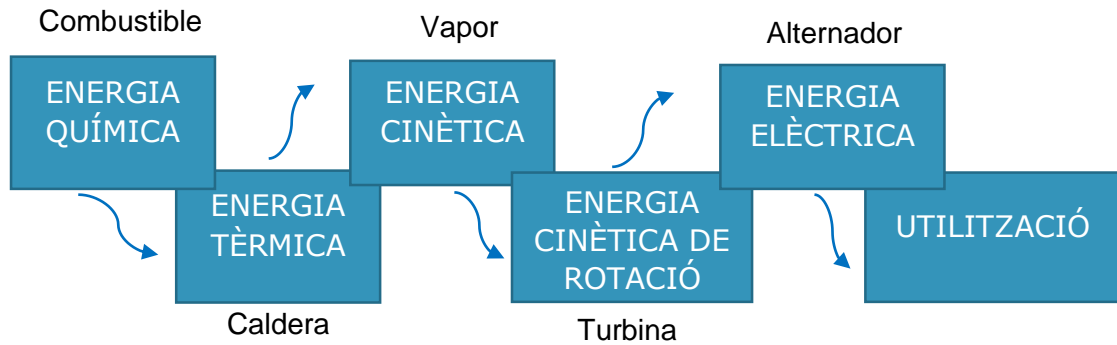 Combustible
ENERGIA
QUÍMICA
ENERGIA
TÈRMICA
Caldera
Vapor
ENERGIA
CINÈTICA
ENERGIA
CINÈTICA DE
ROTACIÓ
Turbina
Alternador
ENERGIA
ELÈCTRICA
UTILITZACIÓ